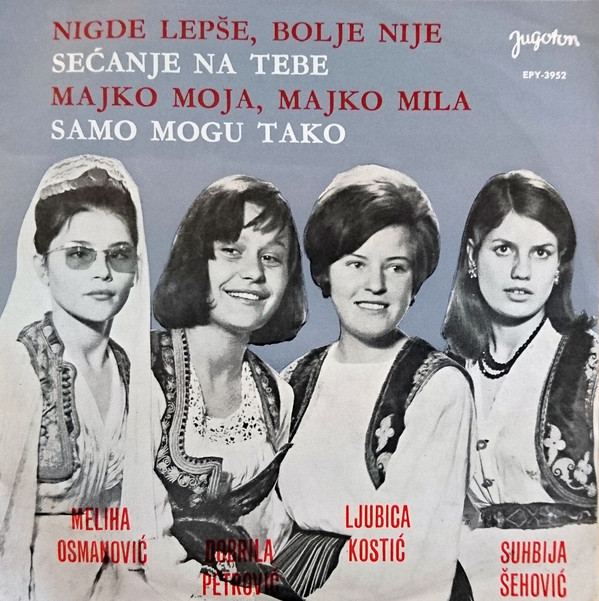 NIGDE LEPŠE, BOLJE NIJE
SEĆANJE NA TEBE
MAJKO MOJA, MAJKO MILA
SAMO MOGU TAKO
Jugoton
EPY-3952
MELIHA
OSMANOVIĆ
DOBRILA
PETROVIĆ
LJUBICA
KOSTIĆ
SUHBIJA
ŠEHOVIĆ